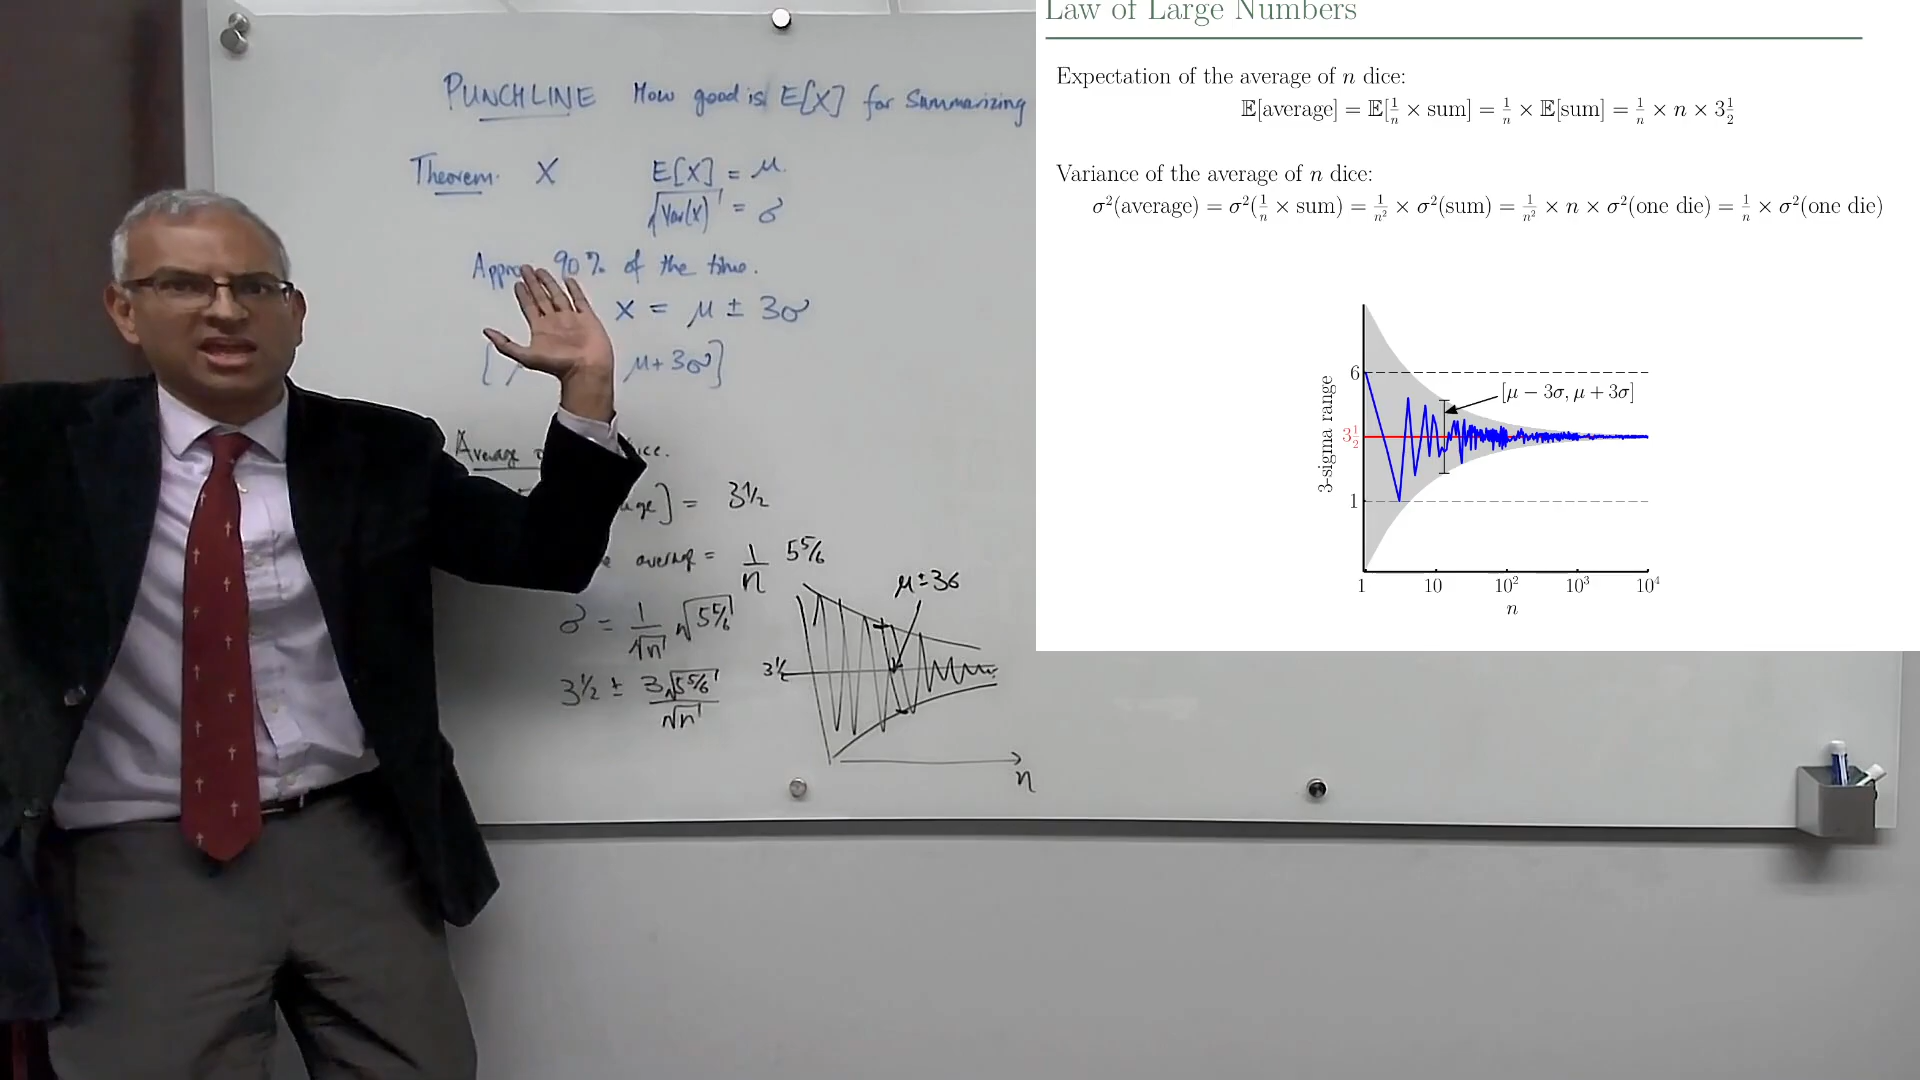 PUNCHLINE How good is E[X] for Summarizing
Theorem. X E[X] = μ.
√Var(X) = σ
Approx 90% of the time.
X = μ ± 3σ
[ μ+3σ]
Average
] = 3½
average = 1/n 5⅚
σ = 1/√n √5⅚
3½ ± 3√5⅚/√n
μ±3σ
3½
n
Law of Large Numbers
Expectation of the average of n dice:
𝔼[average] = 𝔼[1/n × sum] = 1/n × 𝔼[sum] = 1/n × n × 3½
Variance of the average of n dice:
σ²(average) = σ²(1/n × sum) = 1/n² × σ²(sum) = 1/n² × n × σ²(one die) = 1/n × σ²(one die)
3-sigma range
6
[μ − 3σ, μ + 3σ]
3½
1
1 10 10² 10³ 10⁴
n